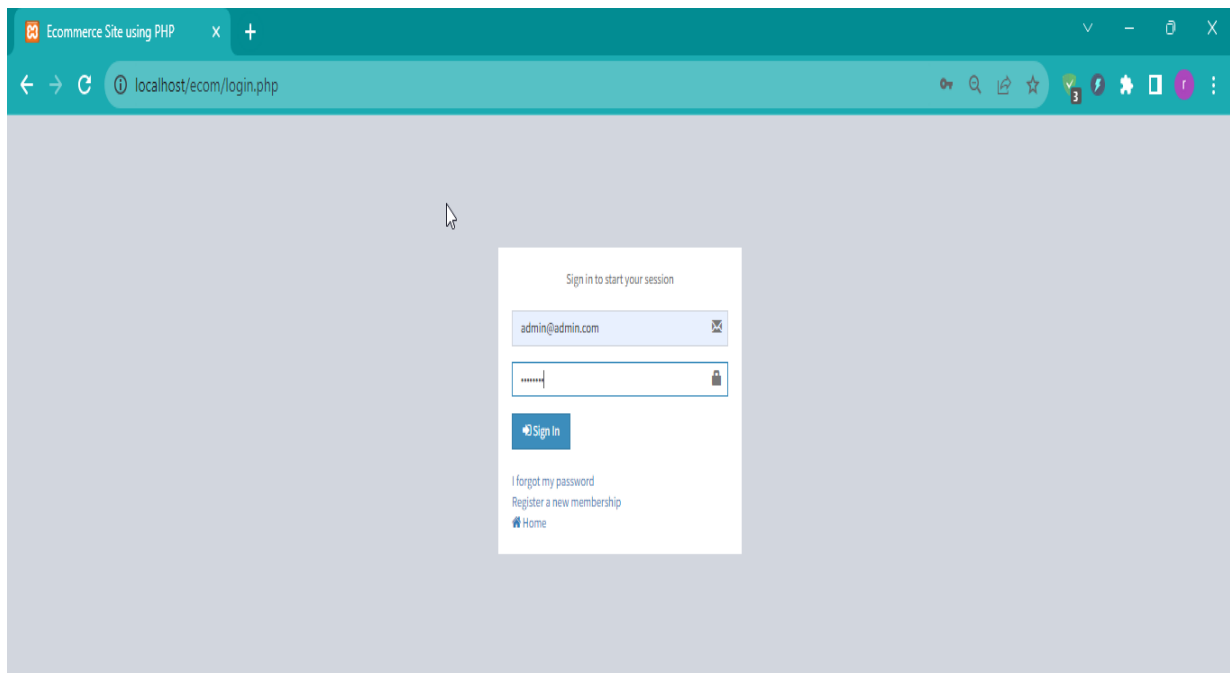 Ecommerce Site using PHP
localhost/ecom/login.php
3
r
Sign in to start your session
admin@admin.com
••••••••
Sign In
I forgot my password
Register a new membership
Home